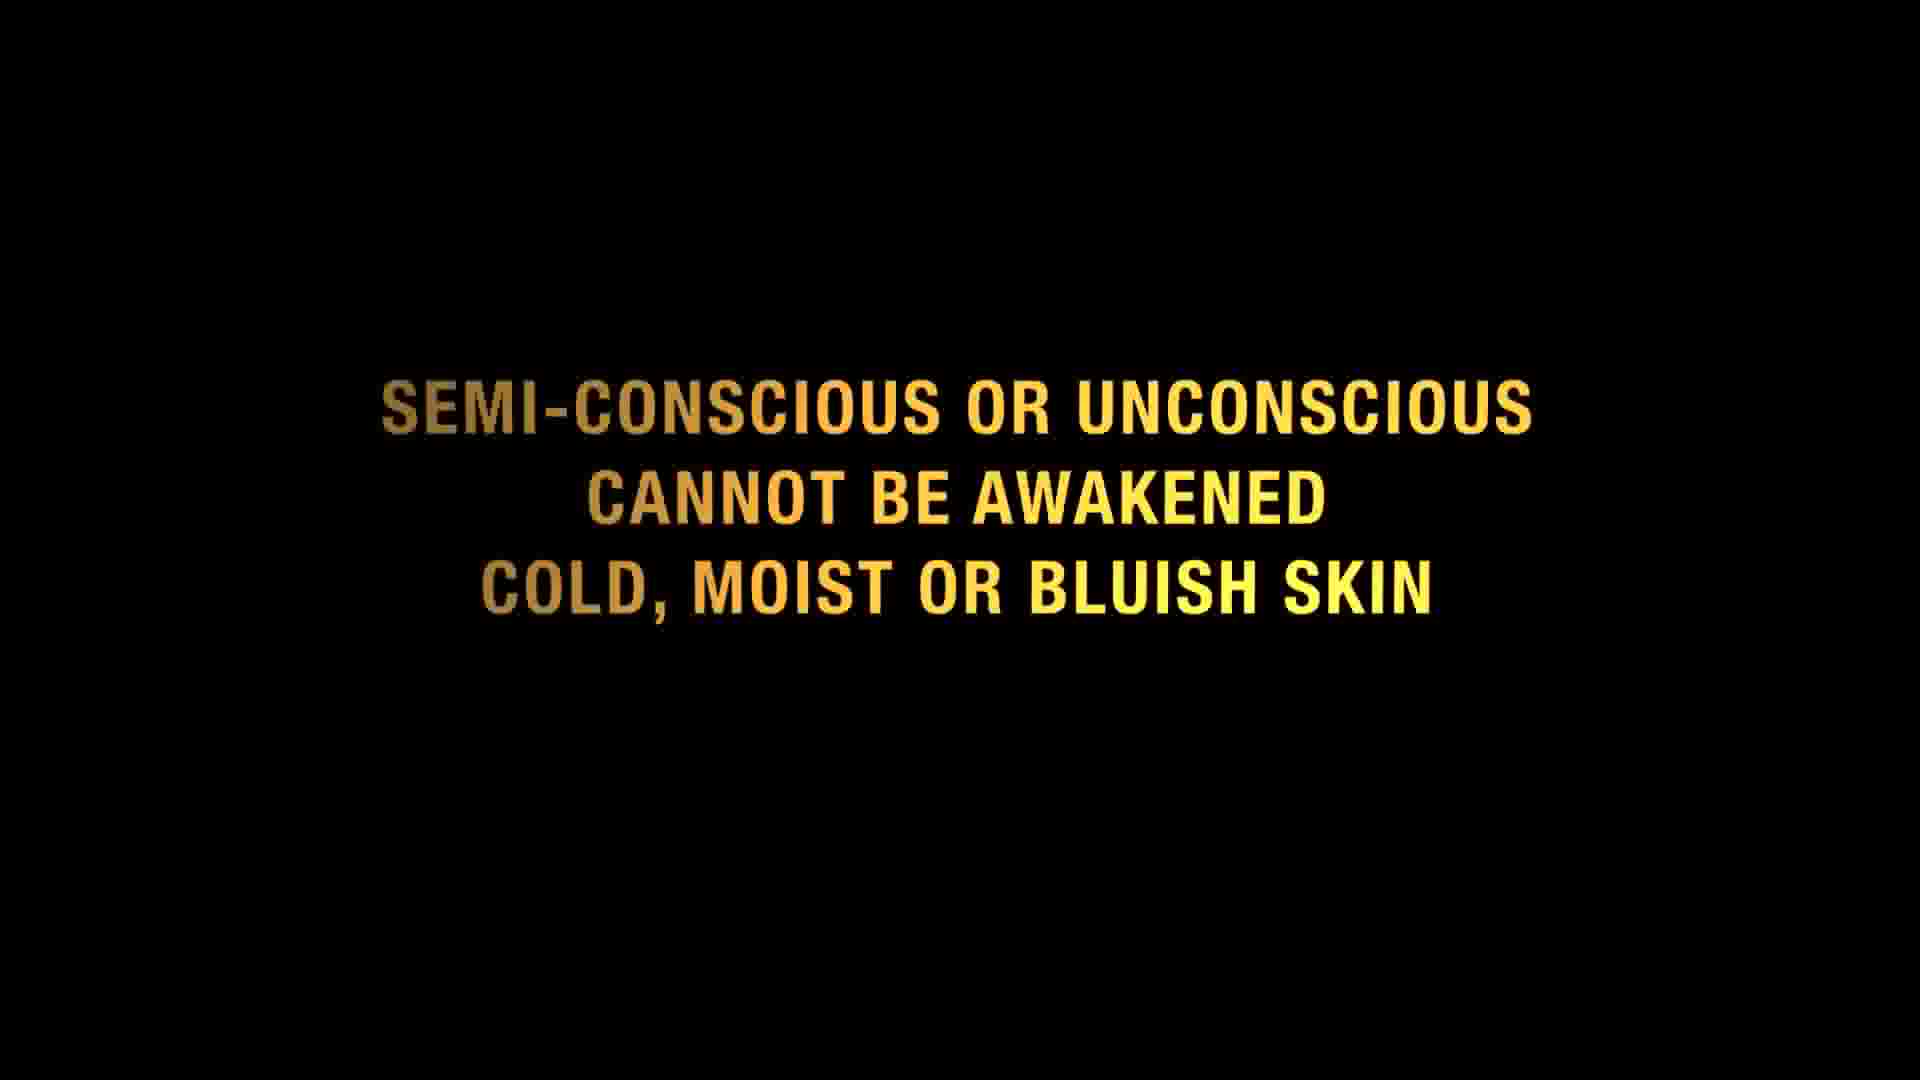 SEMI-CONSCIOUS OR UNCONSCIOUS
CANNOT BE AWAKENED
COLD, MOIST OR BLUISH SKIN